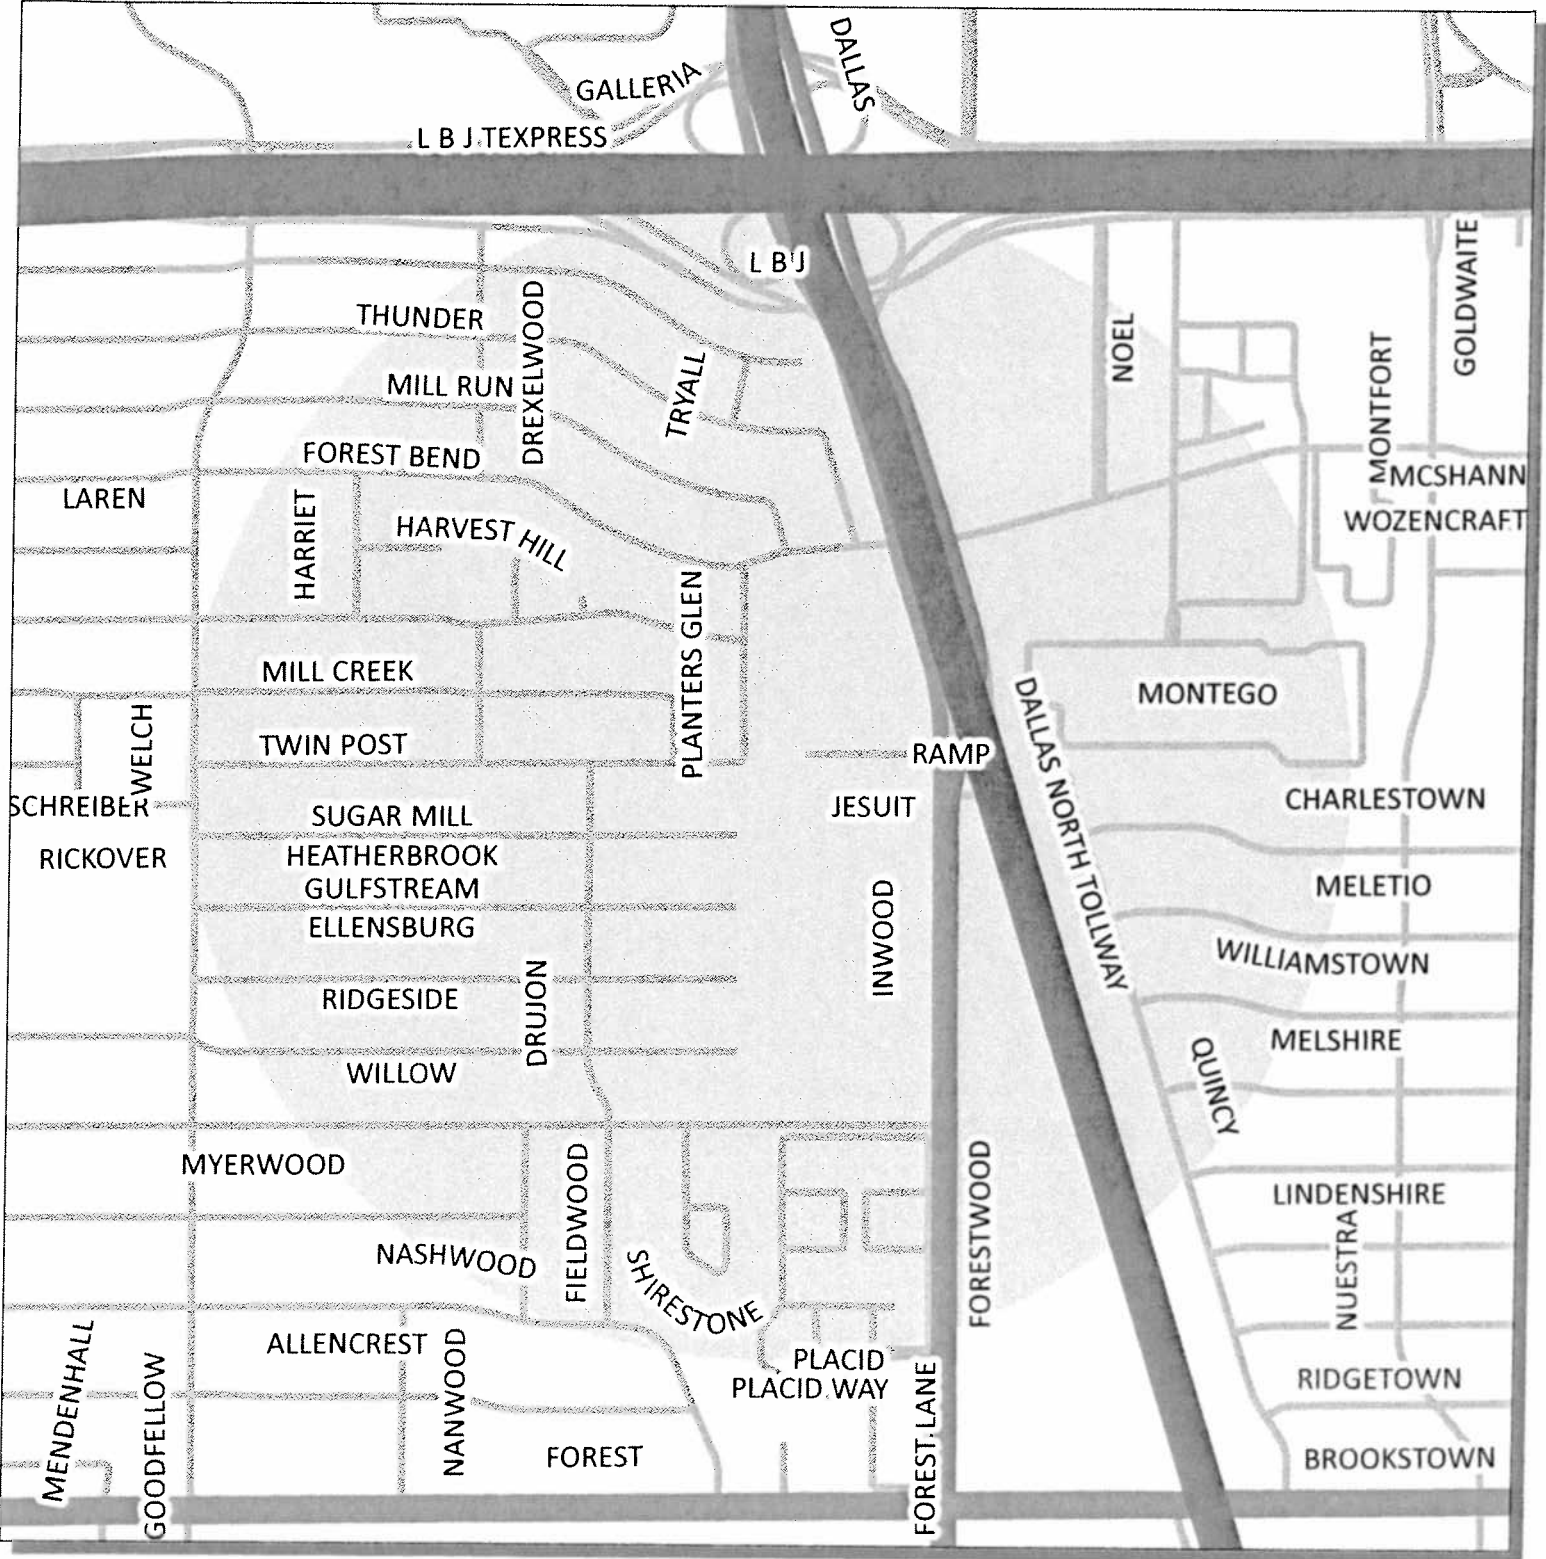 DALLAS
GALLERIA
L B J TEXPRESS
L B J
GOLDWAITE
THUNDER
DREXELWOOD
NOEL
MONTFORT
MILL RUN
TRYALL
FOREST BEND
MCSHANN
LAREN
HARRIET
HARVEST HILL
WOZENCRAFT
PLANTERS GLEN
MILL CREEK
MONTEGO
WELCH
TWIN POST
RAMP
DALLAS NORTH TOLLWAY
SCHREIBER
SUGAR MILL
JESUIT
CHARLESTOWN
RICKOVER
HEATHERBROOK
GULFSTREAM
MELETIO
ELLENSBURG
INWOOD
WILLIAMSTOWN
RIDGESIDE
DRUJON
MELSHIRE
WILLOW
QUINCY
MYERWOOD
FIELDWOOD
FORESTWOOD
LINDENSHIRE
NASHWOOD
SHIRESTONE
NUESTRA
ALLENCREST
PLACID
MENDENHALL
NANWOOD
PLACID WAY
RIDGETOWN
GOODFELLOW
FOREST
FOREST LANE
BROOKSTOWN